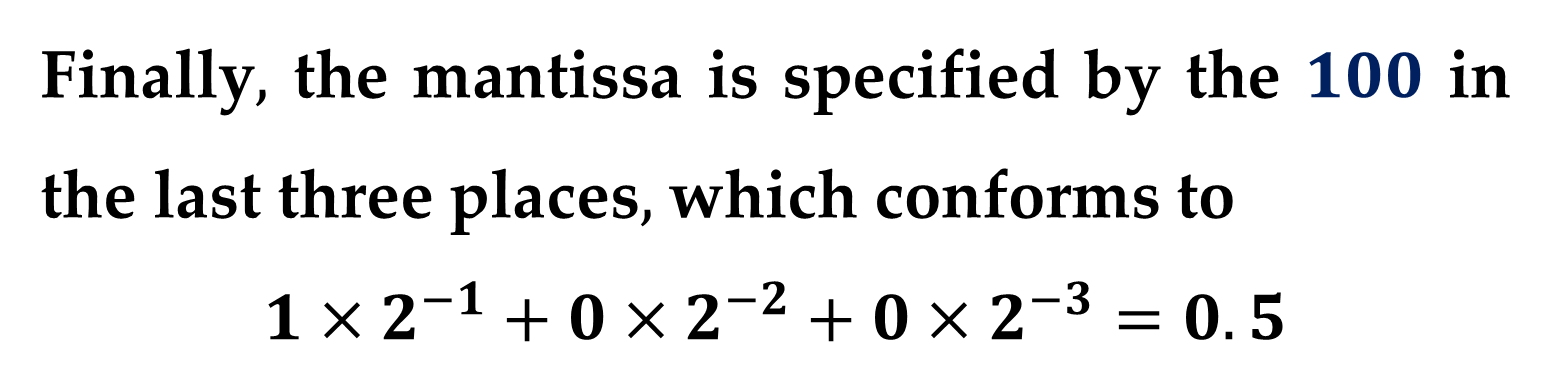 Finally, the mantissa is specified by the 100 in
the last three places, which conforms to
1 × 2⁻¹ + 0 × 2⁻² + 0 × 2⁻³ = 0.5